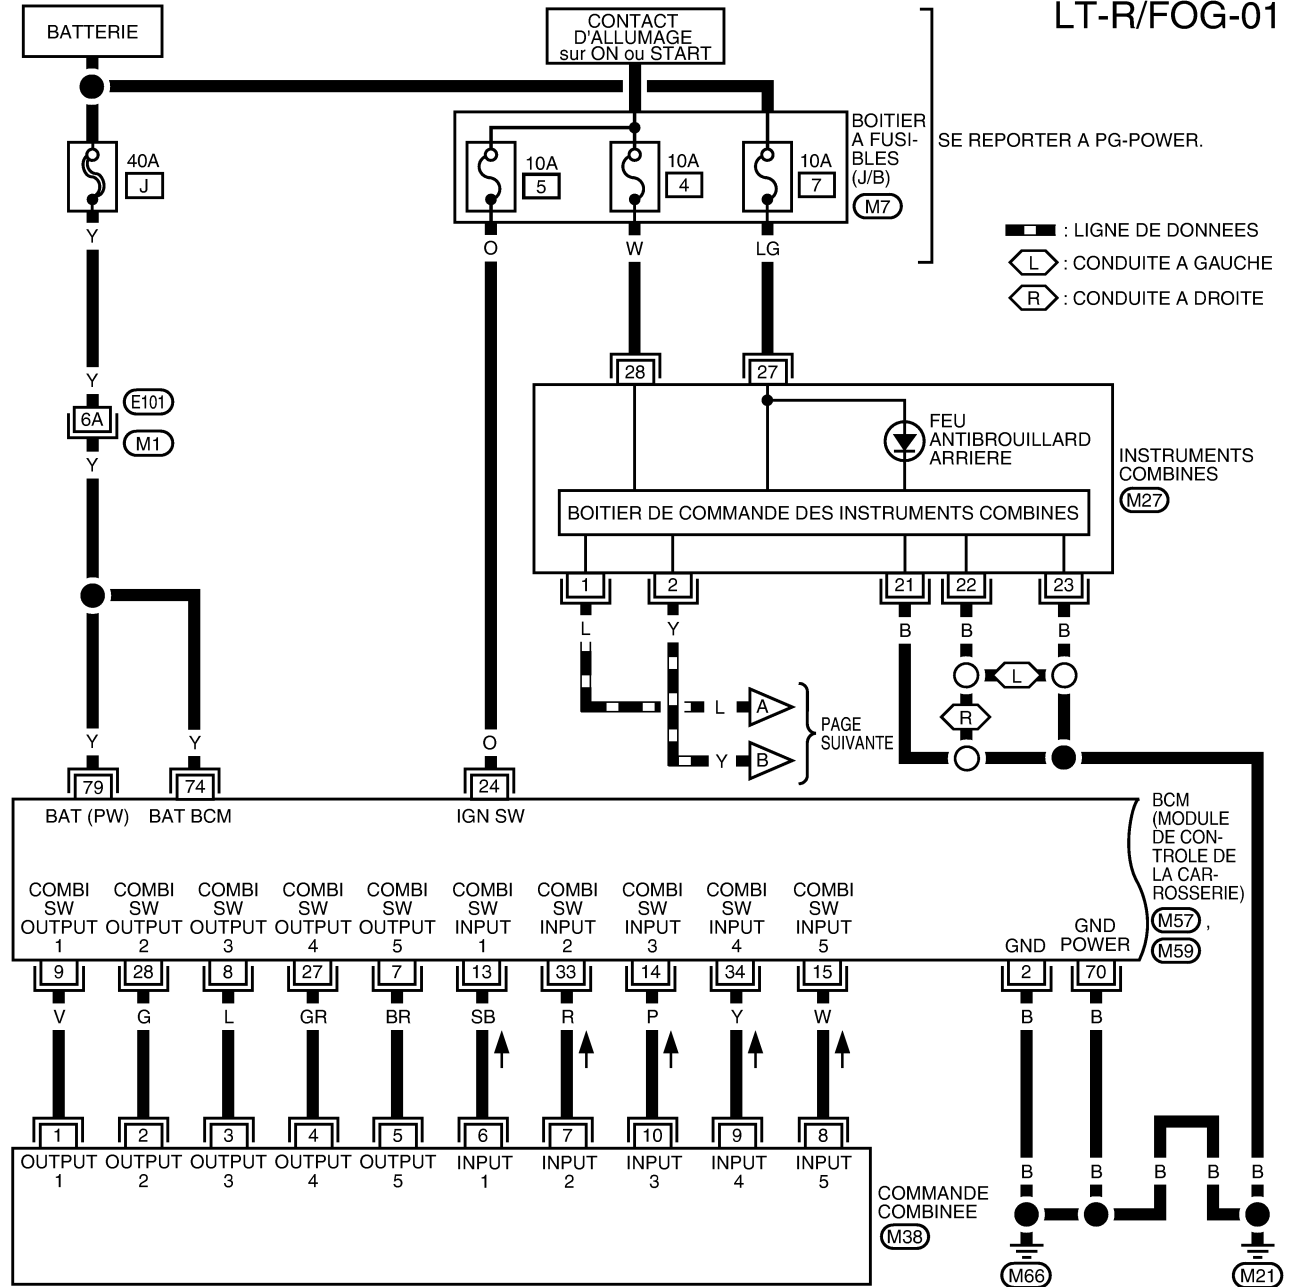 LT-R/FOG-01
BATTERIE
CONTACT
D'ALLUMAGE
sur ON ou START
40A
J
10A
5
10A
4
10A
7
BOITIER
A FUSI-
BLES
(J/B)
M7
SE REPORTER A PG-POWER.
: LIGNE DE DONNEES
L : CONDUITE A GAUCHE
R : CONDUITE A DROITE
Y
O
W
LG
Y
6A
E101
M1
Y
28
27
FEU
ANTIBROUILLARD
ARRIERE
INSTRUMENTS
COMBINES
M27
BOITIER DE COMMANDE DES INSTRUMENTS COMBINES
1 2 21 22 23
L Y B B B
L
R
L A
Y B
PAGE
SUIVANTE
Y Y O
79 74 24
BAT (PW) BAT BCM IGN SW
BCM
(MODULE
DE CON-
TROLE DE
LA CAR-
ROSSERIE)
M57 ,
M59
COMBI COMBI COMBI COMBI COMBI COMBI COMBI COMBI COMBI COMBI
SW SW SW SW SW SW SW SW SW SW
OUTPUT OUTPUT OUTPUT OUTPUT OUTPUT INPUT INPUT INPUT INPUT INPUT
1 2 3 4 5 1 2 3 4 5
GND
GND
POWER
9 28 8 27 7 13 33 14 34 15 2 70
V G L GR BR SB R P Y W B B
1 2 3 4 5 6 7 10 9 8
OUTPUT OUTPUT OUTPUT OUTPUT OUTPUT INPUT INPUT INPUT INPUT INPUT
1 2 3 4 5 1 2 3 4 5
COMMANDE
COMBINEE
M38
B B B B B
M66
M21